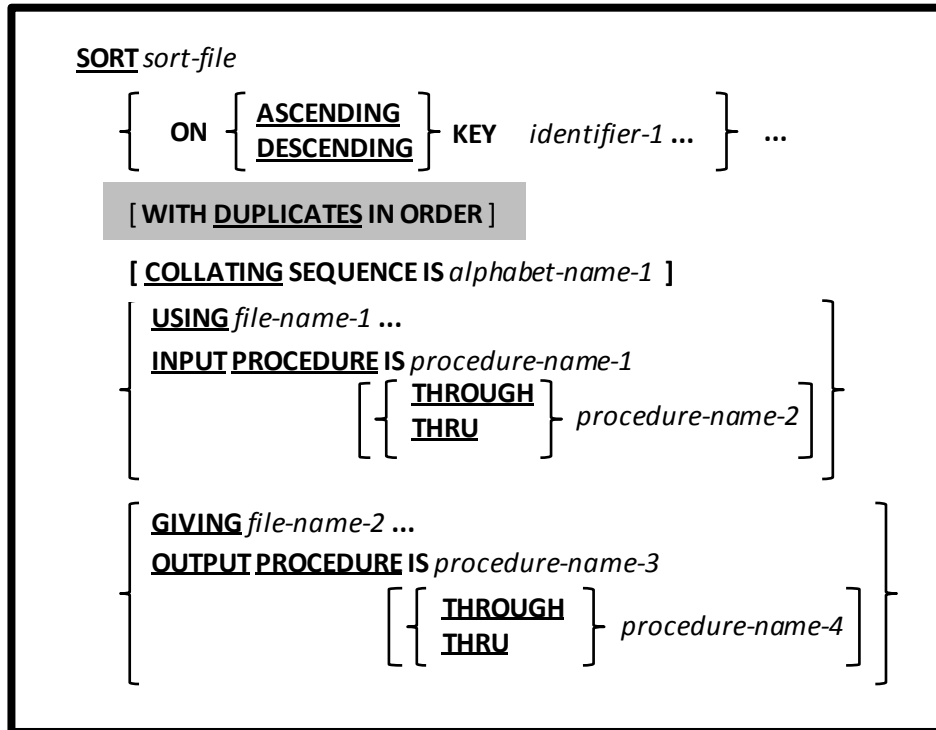 SORT sort-file
ASCENDING
ON KEY identifier-1 ... ...
DESCENDING
[ WITH DUPLICATES IN ORDER ]
[ COLLATING SEQUENCE IS alphabet-name-1 ]
USING file-name-1 ...
INPUT PROCEDURE IS procedure-name-1
THROUGH
procedure-name-2
THRU
GIVING file-name-2 ...
OUTPUT PROCEDURE IS procedure-name-3
THROUGH
procedure-name-4
THRU